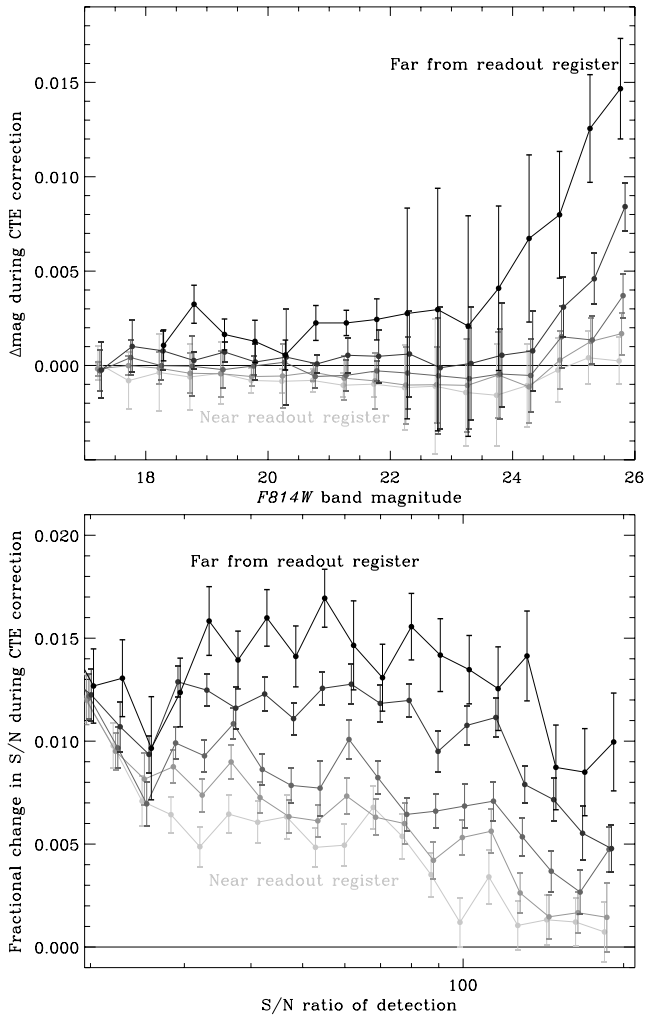 Far from readout register
0.015
0.010
0.005
0.000
Δmag during CTE correction
Near readout register
18 20 22 24 26
F814W band magnitude
0.020
Far from readout register
0.015
0.010
0.005
0.000
Fractional change in S/N during CTE correction
Near readout register
100
S/N ratio of detection